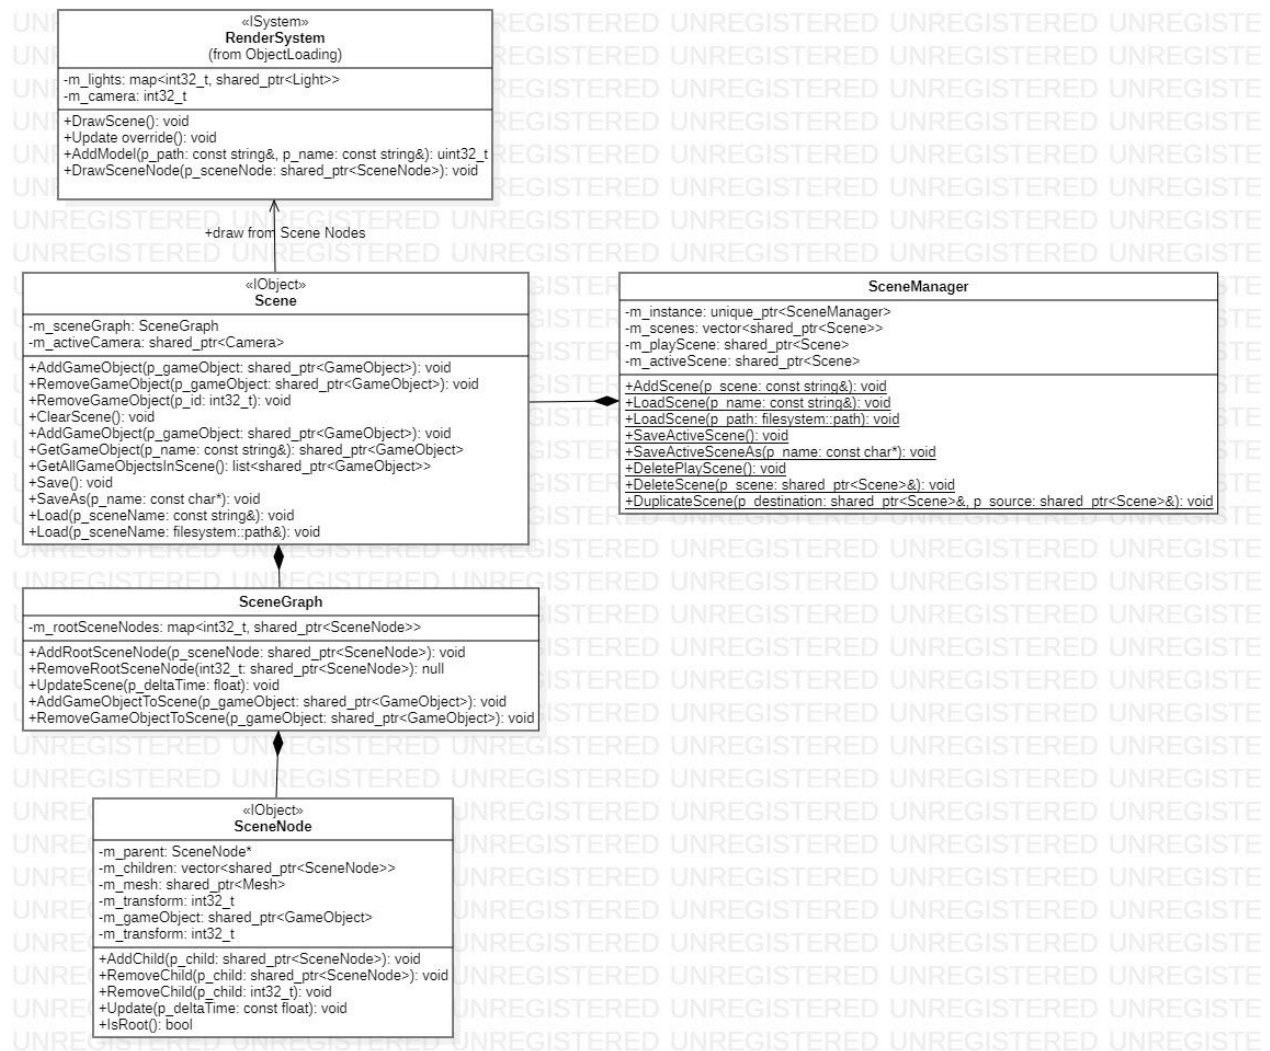 «ISystem»
RenderSystem
(from ObjectLoading)
-m_lights: map<int32_t, shared_ptr<Light>>
-m_camera: int32_t
+DrawScene(): void
+Update override(): void
+AddModel(p_path: const string&, p_name: const string&): uint32_t
+DrawSceneNode(p_sceneNode: shared_ptr<SceneNode>): void
+draw from Scene Nodes
«IObject»
Scene
-m_sceneGraph: SceneGraph
-m_activeCamera: shared_ptr<Camera>
+AddGameObject(p_gameObject: shared_ptr<GameObject>): void
+RemoveGameObject(p_gameObject: shared_ptr<GameObject>): void
+RemoveGameObject(p_id: int32_t): void
+ClearScene(): void
+AddGameObject(p_gameObject: shared_ptr<GameObject>): void
+GetGameObject(p_name: const string&): shared_ptr<GameObject>
+GetAllGameObjectsInScene(): list<shared_ptr<GameObject>>
+Save(): void
+SaveAs(p_name: const char*): void
+Load(p_sceneName: const string&): void
+Load(p_sceneName: filesystem::path&): void
SceneManager
-m_instance: unique_ptr<SceneManager>
-m_scenes: vector<shared_ptr<Scene>>
-m_playScene: shared_ptr<Scene>
-m_activeScene: shared_ptr<Scene>
+AddScene(p_scene: const string&): void
+LoadScene(p_name: const string&): void
+LoadScene(p_path: filesystem::path): void
+SaveActiveScene(): void
+SaveActiveSceneAs(p_name: const char*): void
+DeletePlayScene(): void
+DeleteScene(p_scene: shared_ptr<Scene>&): void
+DuplicateScene(p_destination: shared_ptr<Scene>&, p_source: shared_ptr<Scene>&): void
SceneGraph
-m_rootSceneNodes: map<int32_t, shared_ptr<SceneNode>>
+AddRootSceneNode(p_sceneNode: shared_ptr<SceneNode>): void
+RemoveRootSceneNode(int32_t: shared_ptr<SceneNode>): null
+UpdateScene(p_deltaTime: float): void
+AddGameObjectToScene(p_gameObject: shared_ptr<GameObject>): void
+RemoveGameObjectToScene(p_gameObject: shared_ptr<GameObject>): void
«IObject»
SceneNode
-m_parent: SceneNode*
-m_children: vector<shared_ptr<SceneNode>>
-m_mesh: shared_ptr<Mesh>
-m_transform: int32_t
-m_gameObject: shared_ptr<GameObject>
-m_transform: int32_t
+AddChild(p_child: shared_ptr<SceneNode>): void
+RemoveChild(p_child: shared_ptr<SceneNode>): void
+RemoveChild(p_child: int32_t): void
+Update(p_deltaTime: const float): void
+IsRoot(): bool